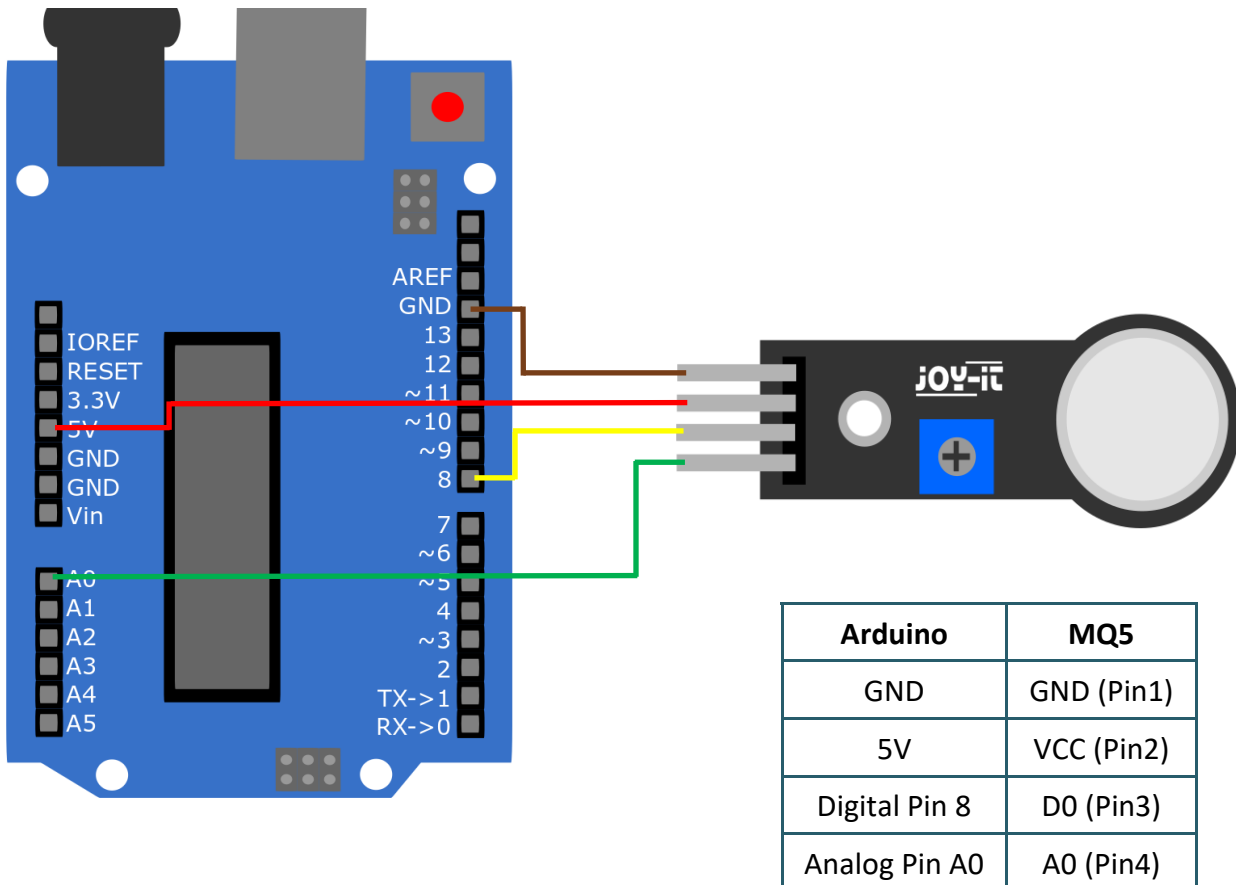 AREF
GND
13
12
~11
~10
~9
8
IOREF
RESET
3.3V
5V
GND
GND
Vin
7
~6
~5
4
~3
2
TX->1
RX->0
A0
A1
A2
A3
A4
A5
JOY-iT
Arduino MQ5
GND GND (Pin1)
5V VCC (Pin2)
Digital Pin 8 D0 (Pin3)
Analog Pin A0 A0 (Pin4)